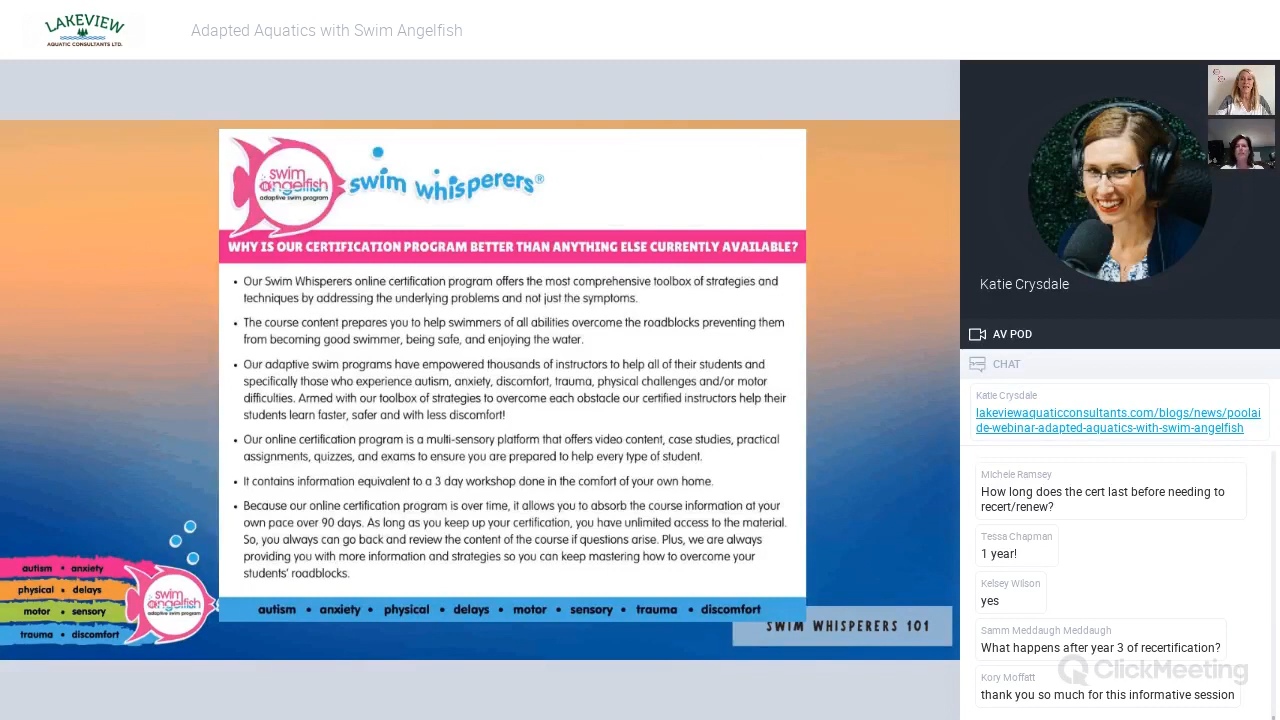 LAKEVIEW
AQUATIC CONSULTANTS LTD.
Adapted Aquatics with Swim Angelfish
swim
angelfish
adaptive swim program
swim whisperers®
WHY IS OUR CERTIFICATION PROGRAM BETTER THAN ANYTHING ELSE CURRENTLY AVAILABLE?
• Our Swim Whisperers online certification program offers the most comprehensive toolbox of strategies and
techniques by addressing the underlying problems and not just the symptoms.
• The course content prepares you to help swimmers of all abilities overcome the roadblocks preventing them
from becoming good swimmer, being safe, and enjoying the water.
• Our adaptive swim programs have empowered thousands of instructors to help all of their students and
specifically those who experience autism, anxiety, discomfort, trauma, physical challenges and/or motor
difficulties. Armed with our toolbox of strategies to overcome each obstacle our certified instructors help their
students learn faster, safer and with less discomfort!
• Our online certification program is a multi-sensory platform that offers video content, case studies, practical
assignments, quizzes, and exams to ensure you are prepared to help every type of student.
• It contains information equivalent to a 3 day workshop done in the comfort of your own home.
• Because our online certification program is over time, it allows you to absorb the course information at your
own pace over 90 days. As long as you keep up your certification, you have unlimited access to the material.
So, you always can go back and review the content of the course if questions arise. Plus, we are always
providing you with more information and strategies so you can keep mastering how to overcome your
students' roadblocks.
autism • anxiety • physical • delays • motor • sensory • trauma • discomfort
autism • anxiety
physical • delays
motor • sensory
trauma • discomfort
swim
angelfish
adaptive swim program
SWIM WHISPERERS 101
Katie Crysdale
AV POD
CHAT
Katie Crysdale
lakeviewaquaticconsultants.com/blogs/news/poolai
de-webinar-adapted-aquatics-with-swim-angelfish
Michele Ramsey
How long does the cert last before needing to
recert/renew?
Tessa Chapman
1 year!
Kelsey Wilson
yes
Samm Meddaugh Meddaugh
What happens after year 3 of recertification?
Kory Moffatt
thank you so much for this informative session
ClickMeeting